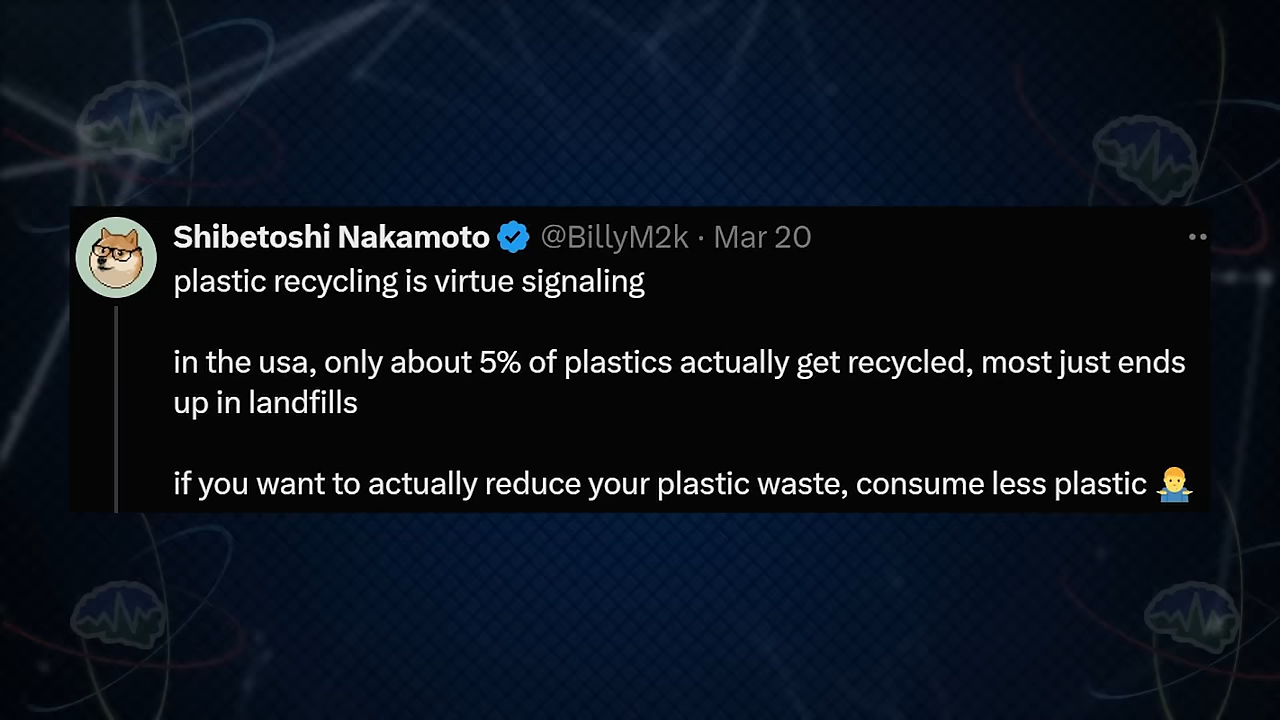 Shibetoshi Nakamoto @BillyM2k · Mar 20
plastic recycling is virtue signaling
in the usa, only about 5% of plastics actually get recycled, most just ends
up in landfills
if you want to actually reduce your plastic waste, consume less plastic 🤷‍♂️